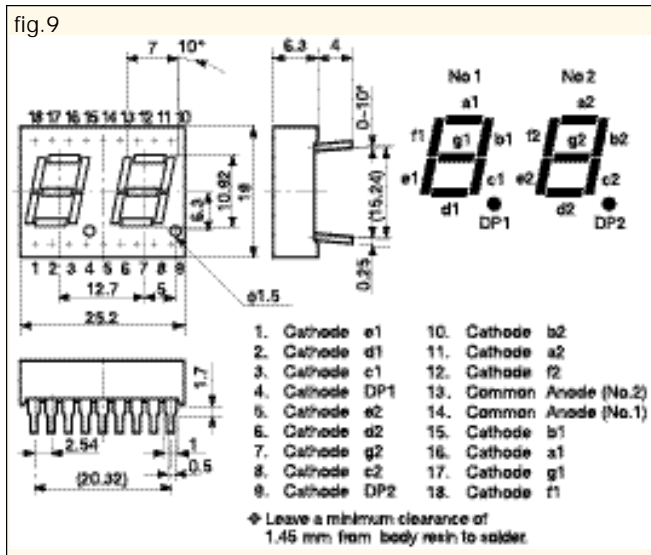 fig.9
7 10°
6.3 4
No1 No2
a1 a2
0~10°
18 17 16 15 14 13 12 11 10
f1 g1 b1 f2 g2 b2
e1 c1 e2 c2
d1 d2
DP1 DP2
6.3 10.92 19 (15.24)
0.25
1 2 3 4 5 6 7 8 9
12.7 5
ϕ1.5
25.2
1.7
2.54 1
0.5
(20.32)
1. Cathode e1
2. Cathode d1
3. Cathode c1
4. Cathode DP1
5. Cathode e2
6. Cathode d2
7. Cathode g2
8. Cathode c2
9. Cathode DP2
10. Cathode b2
11. Cathode a2
12. Cathode f2
13. Common Anode (No.2)
14. Common Anode (No.1)
15. Cathode b1
16. Cathode a1
17. Cathode g1
18. Cathode f1
Leave a minimum clearance of
1.45 mm from body resin to solder.